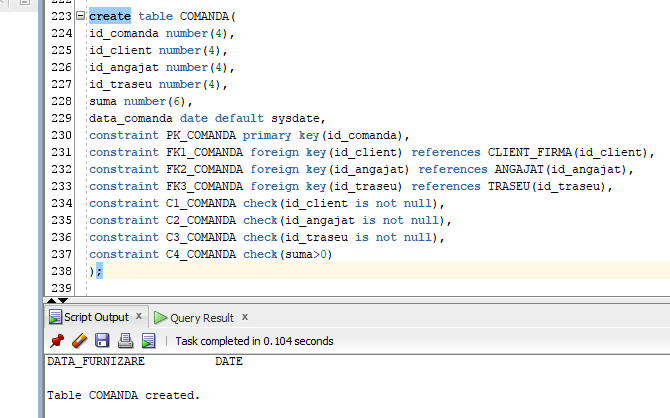 223 create table COMANDA(
224 id_comanda number(4),
225 id_client number(4),
226 id_angajat number(4),
227 id_traseu number(4),
228 suma number(6),
229 data_comanda date default sysdate,
230 constraint PK_COMANDA primary key(id_comanda),
231 constraint FK1_COMANDA foreign key(id_client) references CLIENT_FIRMA(id_client),
232 constraint FK2_COMANDA foreign key(id_angajat) references ANGAJAT(id_angajat),
233 constraint FK3_COMANDA foreign key(id_traseu) references TRASEU(id_traseu),
234 constraint C1_COMANDA check(id_client is not null),
235 constraint C2_COMANDA check(id_angajat is not null),
236 constraint C3_COMANDA check(id_traseu is not null),
237 constraint C4_COMANDA check(suma>0)
238 );
239
Script Output x Query Result x
Task completed in 0.104 seconds
DATA_FURNIZARE DATE
Table COMANDA created.